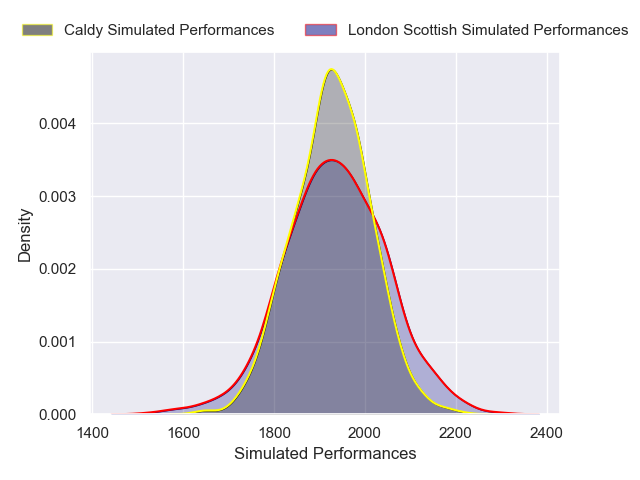 Caldy Simulated Performances
London Scottish Simulated Performances
Density
0.004
0.003
0.002
0.001
0.000
1400 1600 1800 2000 2200 2400
Simulated Performances